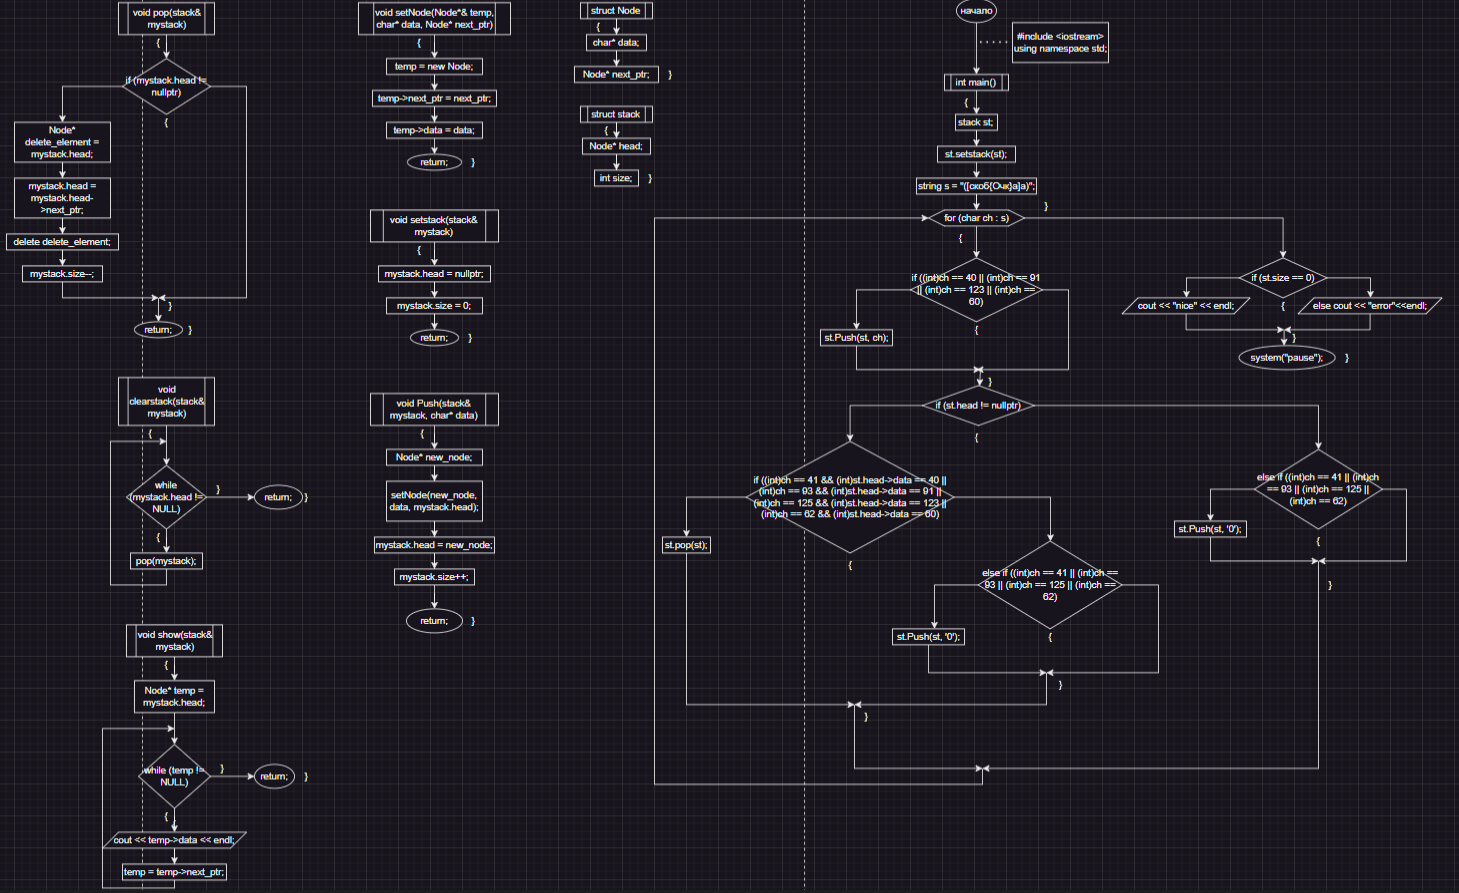 void pop(stack&
mystack)
{
if (mystack.head !=
nullptr)
{
Node*
delete_element =
mystack.head;
mystack.head =
mystack.head-
>next_ptr;
delete delete_element;
mystack.size--;
}
return;
}
void
clearstack(stack&
mystack)
{
while
(mystack.head !=
NULL)
}
return;
}
{
pop(mystack);
void show(stack&
mystack)
{
Node* temp =
mystack.head;
while (temp !=
NULL)
}
return;
}
{
cout << temp->data << endl;
temp = temp->next_ptr;
void setNode(Node*& temp,
char* data, Node* next_ptr)
{
temp = new Node;
temp->next_ptr = next_ptr;
temp->data = data;
return;
}
void setstack(stack&
mystack)
{
mystack.head = nullptr;
mystack.size = 0;
return;
}
void Push(stack&
mystack, char* data)
{
Node* new_node;
setNode(new_node,
data, mystack.head);
mystack.head = new_node;
mystack.size++;
return;
}
struct Node
{
char* data;
Node* next_ptr;
}
struct stack
{
Node* head;
int size;
}
начало
#include <iostream>
using namespace std;
int main()
{
stack st;
st.setstack(st);
string s = "([скоб{Очк}а]а)";
}
for (char ch : s)
{
if ((int)ch == 40 || (int)ch == 91
|| (int)ch == 123 || (int)ch ==
60)
{
st.Push(st, ch);
}
if (st.head != nullptr)
{
if ((int)ch == 41 && (int)st.head->data == 40 ||
(int)ch == 93 && (int)st.head->data == 91 ||
(int)ch == 125 && (int)st.head->data == 123 ||
(int)ch == 62 && (int)st.head->data == 60)
{
st.pop(st);
else if ((int)ch == 41 || (int)ch ==
93 || (int)ch == 125 || (int)ch ==
62)
{
st.Push(st, '0');
}
}
else if ((int)ch == 41 || (int)ch
== 93 || (int)ch == 125 ||
(int)ch == 62)
{
st.Push(st, '0');
}
if (st.size == 0)
{
cout << "nice" << endl;
else cout << "error"<<endl;
}
system("pause");
}